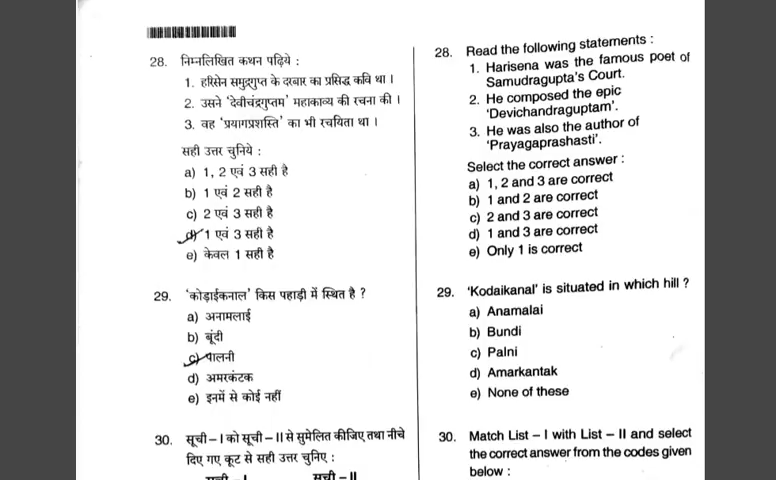 28. निम्नलिखित कथन पढ़िये :
1. हरिसेन समुद्रगुप्त के दरबार का प्रसिद्ध कवि था ।
2. उसने 'देवीचंद्रगुप्तम' महाकाव्य की रचना की ।
3. वह 'प्रयागप्रशस्ति' का भी रचयिता था ।
सही उत्तर चुनिये :
a) 1, 2 एवं 3 सही है
b) 1 एवं 2 सही है
c) 2 एवं 3 सही है
d) 1 एवं 3 सही है
e) केवल 1 सही है
29. 'कोड़ाईकनाल' किस पहाड़ी में स्थित है ?
a) अनामलाई
b) बूंदी
c) पालनी
d) अमरकंटक
e) इनमें से कोई नहीं
30. सूची – I को सूची – II से सुमेलित कीजिए तथा नीचे
दिए गए कूट से सही उत्तर चुनिए :
सूची – I सूची – II
28. Read the following statements :
1. Harisena was the famous poet of
Samudragupta's Court.
2. He composed the epic
'Devichandraguptam'.
3. He was also the author of
'Prayagaprashasti'.
Select the correct answer :
a) 1, 2 and 3 are correct
b) 1 and 2 are correct
c) 2 and 3 are correct
d) 1 and 3 are correct
e) Only 1 is correct
29. 'Kodaikanal' is situated in which hill ?
a) Anamalai
b) Bundi
c) Palni
d) Amarkantak
e) None of these
30. Match List – I with List – II and select
the correct answer from the codes given
below :